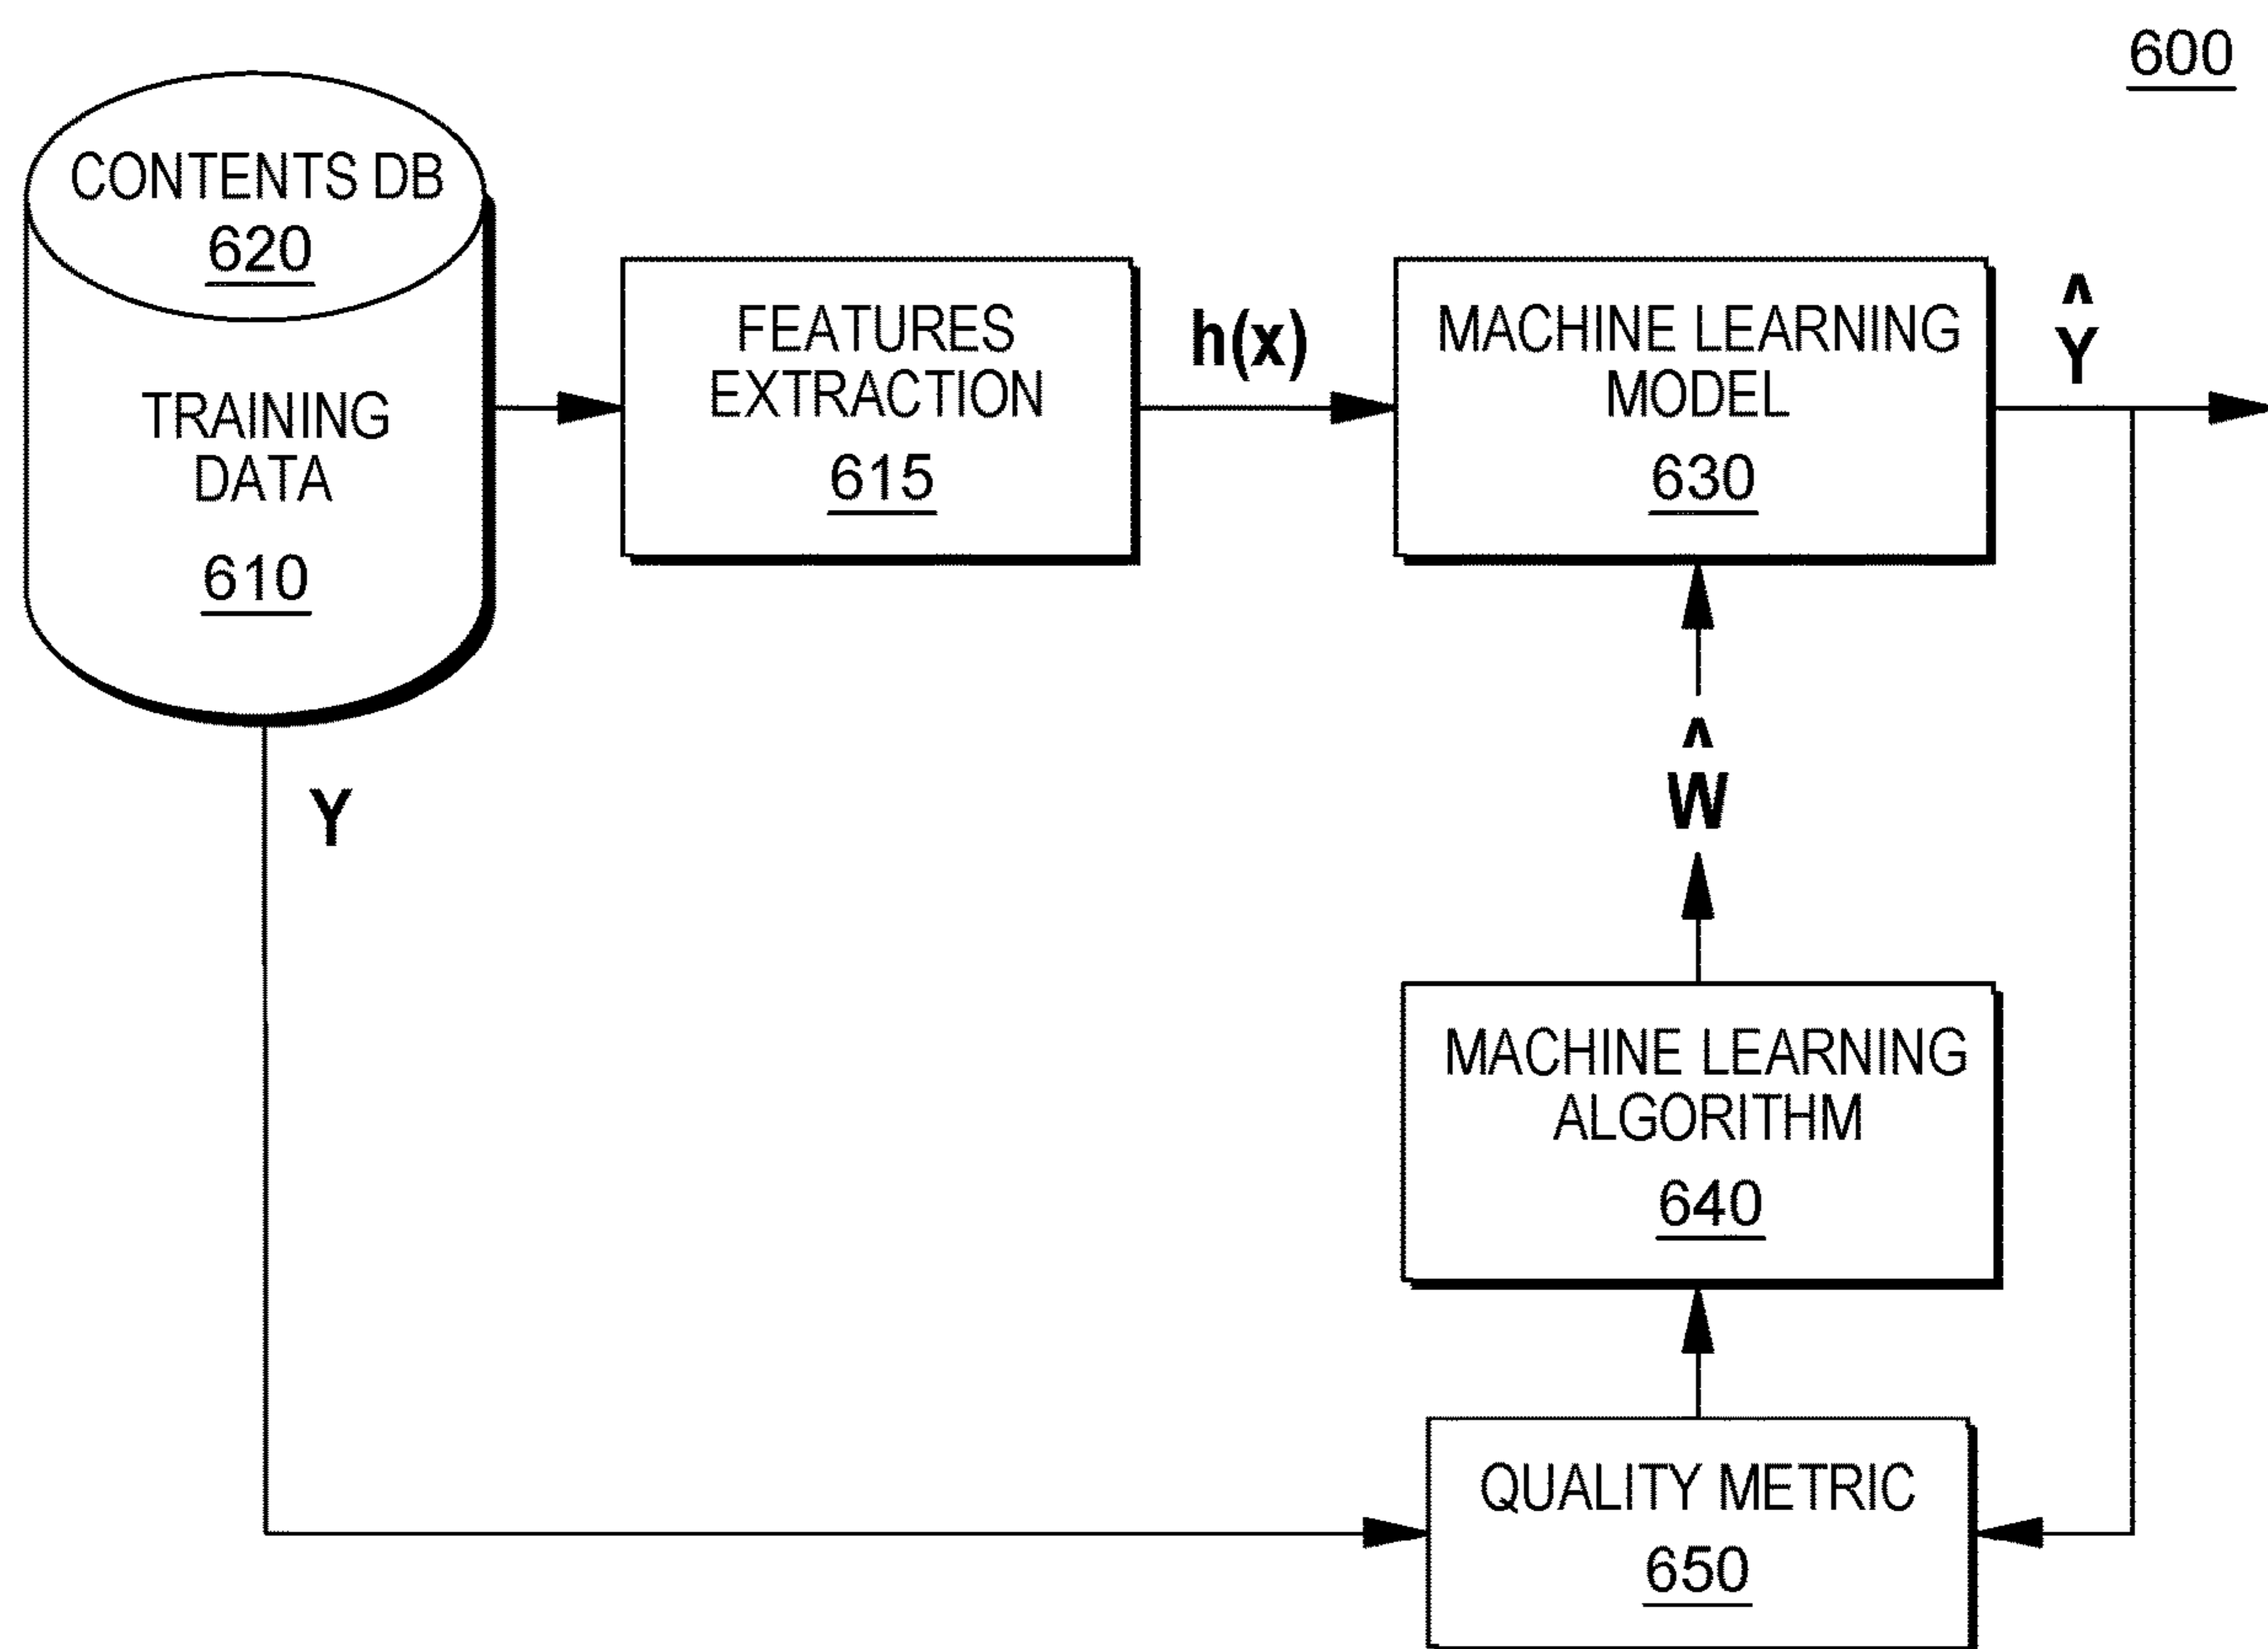 600
CONTENTS DB
620
TRAINING
DATA
610
FEATURES
EXTRACTION
615
h(x)
MACHINE LEARNING
MODEL
630
Ŷ
Y
Ŵ
MACHINE LEARNING
ALGORITHM
640
QUALITY METRIC
650